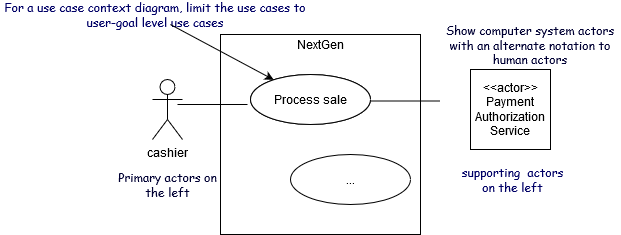 For a use case context diagram, limit the use cases to
user-goal level use cases
NextGen
Show computer system actors
with an alternate notation to
human actors
Process sale
<<actor>>
Payment
Authorization
Service
cashier
Primary actors on
the left
...
supporting actors
on the left